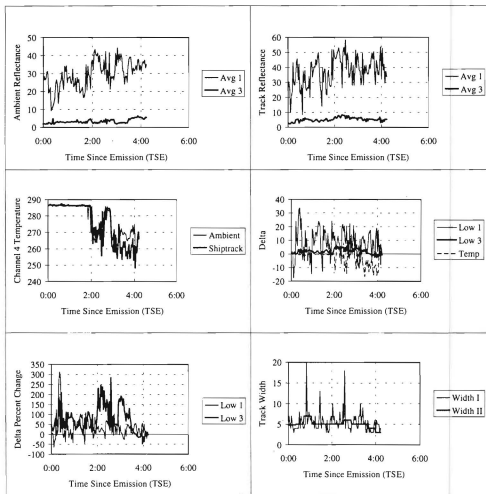 Ambient Reflectance
50
40
30
20
10
0
0:00 2:00 4:00 6:00
Time Since Emission (TSE)
Avg 1
Avg 3
Track Reflectance
60
50
40
30
20
10
0
0:00 2:00 4:00 6:00
Time Since Emission (TSE)
Avg 1
Avg 3
Channel 4 Temperature
290
280
270
260
250
240
0:00 2:00 4:00 6:00
Time Since Emission (TSE)
Ambient
Shiptrack
Delta
40
30
20
10
0
-10
-20
0:00 2:00 4:00 6:00
Time Since Emission (TSE)
Low 1
Low 3
Temp
Delta Percent Change
350
300
250
200
150
100
50
0
-50
-100
0:00 2:00 4:00 6:00
Time Since Emission (TSE)
Low 1
Low 3
Track Width
20
15
10
5
0
0:00 2:00 4:00 6:00
Time Since Emission (TSE)
Width I
Width II